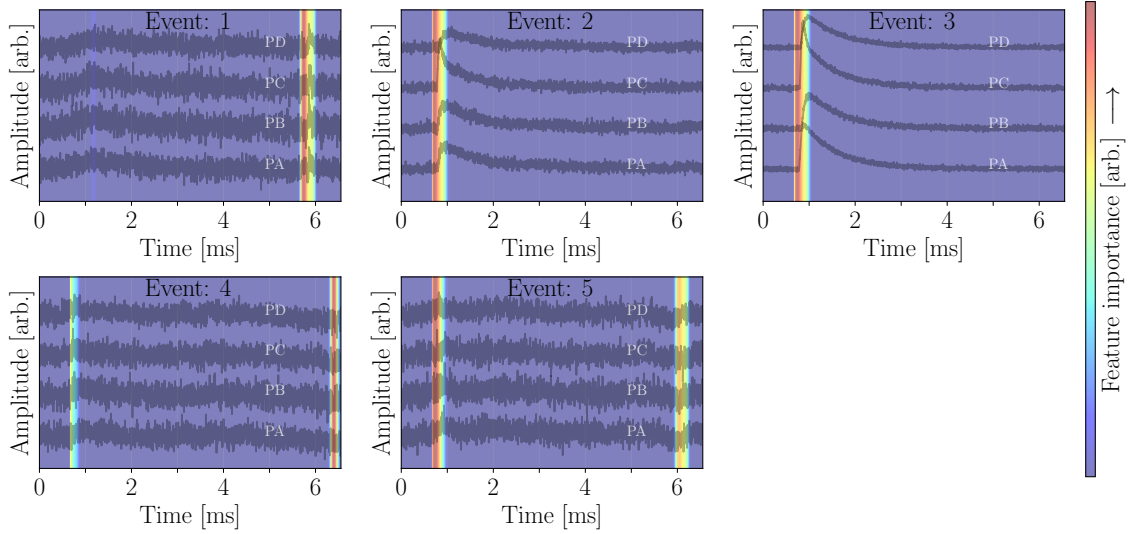 Event: 1
PD
PC
PB
PA
Amplitude [arb.]
0 2 4 6
Time [ms]
Event: 2
PD
PC
PB
PA
Amplitude [arb.]
0 2 4 6
Time [ms]
Event: 3
PD
PC
PB
PA
Amplitude [arb.]
0 2 4 6
Time [ms]
Event: 4
PD
PC
PB
PA
Amplitude [arb.]
0 2 4 6
Time [ms]
Event: 5
PD
PC
PB
PA
Amplitude [arb.]
0 2 4 6
Time [ms]
Feature importance [arb.] ⟶